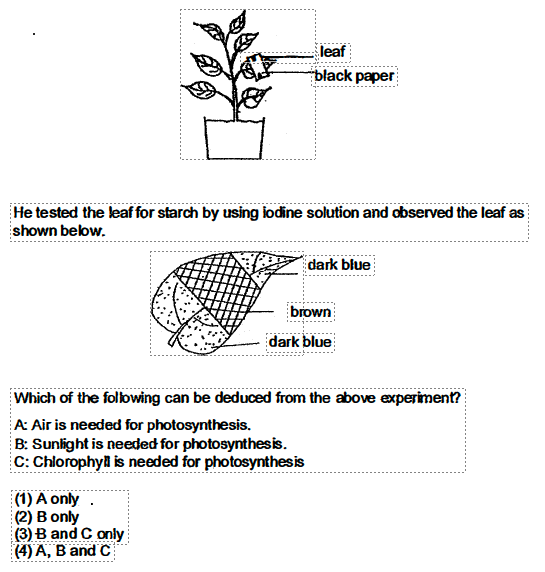 leaf
black paper
He tested the leaf for starch by using iodine solution and observed the leaf as
shown below.
dark blue
brown
dark blue
Which of the following can be deduced from the above experiment?
A: Air is needed for photosynthesis.
B: Sunlight is needed for photosynthesis.
C: Chlorophyll is needed for photosynthesis
(1) A only
(2) B only
(3) B and C only
(4) A, B and C